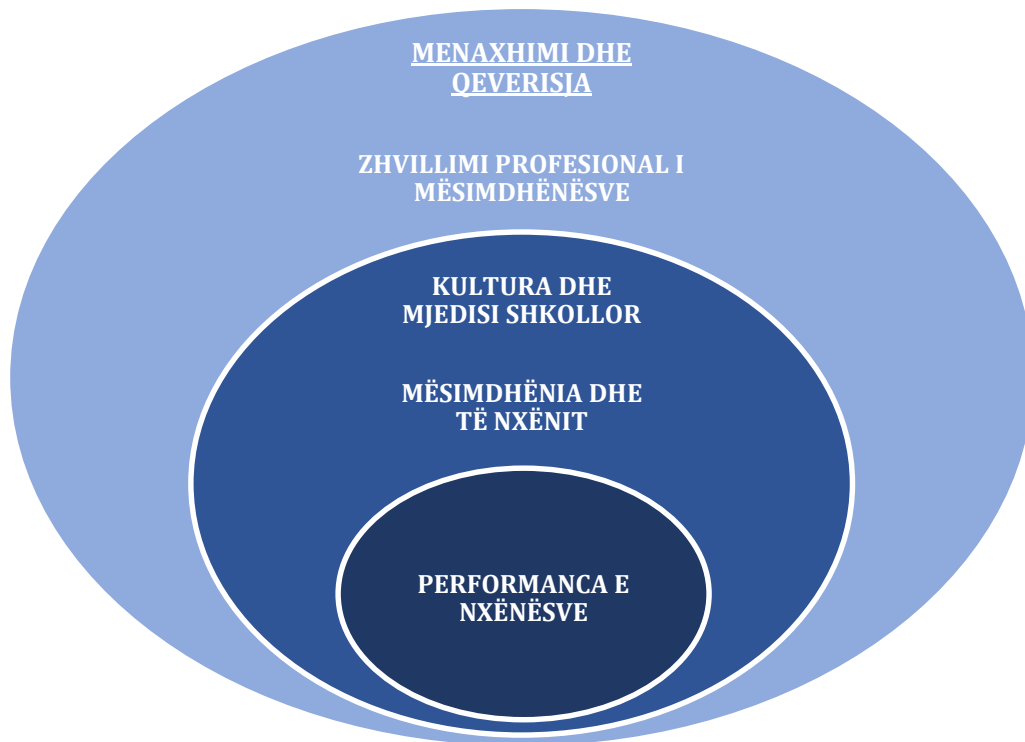 MENAXHIMI DHE
QEVERISJA
ZHVILLIMI PROFESIONAL I
MËSIMDHËNËSVE
KULTURA DHE
MJEDISI SHKOLLOR
MËSIMDHËNIA DHE
TË NXËNIT
PERFORMANCA E
NXËNËSVE